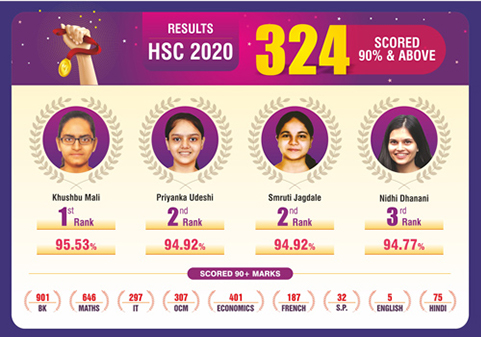 RESULTS
HSC 2020
324
SCORED
90% & ABOVE
Khushbu Mali
1st Rank
95.53%
Priyanka Udeshi
2nd Rank
94.92%
Smruti Jagdale
2nd Rank
94.92%
Nidhi Dhanani
3rd Rank
94.77%
SCORED 90+ MARKS
901
BK
646
MATHS
297
IT
307
OCM
401
ECONOMICS
187
FRENCH
32
S.P.
5
ENGLISH
75
HINDI